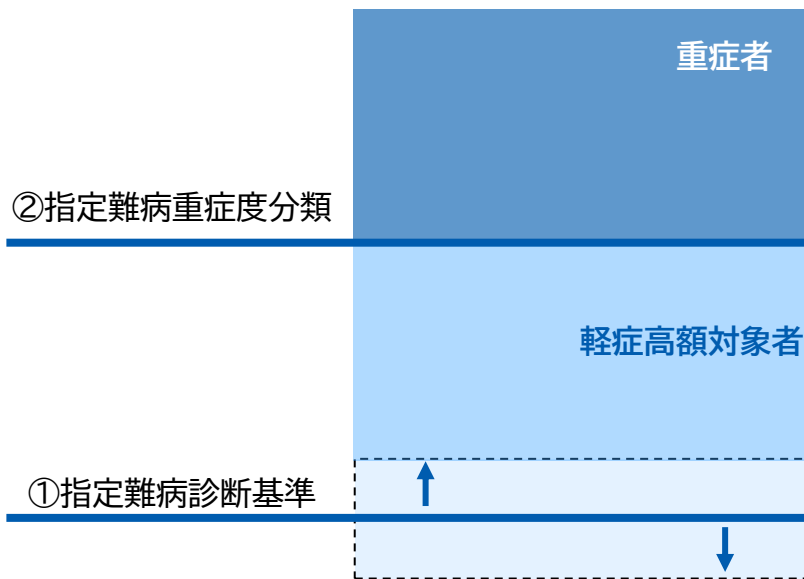 重症者
②指定難病重症度分類
軽症高額対象者
①指定難病診断基準